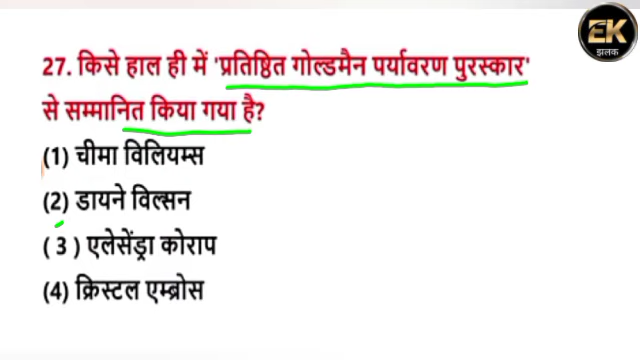 EK
झलक
27. किसे हाल ही में 'प्रतिष्ठित गोल्डमैन पर्यावरण पुरस्कार'
से सम्मानित किया गया है?
(1) चीमा विलियम्स
(2) डायने विल्सन
( 3 ) एलेसेंड्रा कोराप
(4) क्रिस्टल एम्ब्रोस